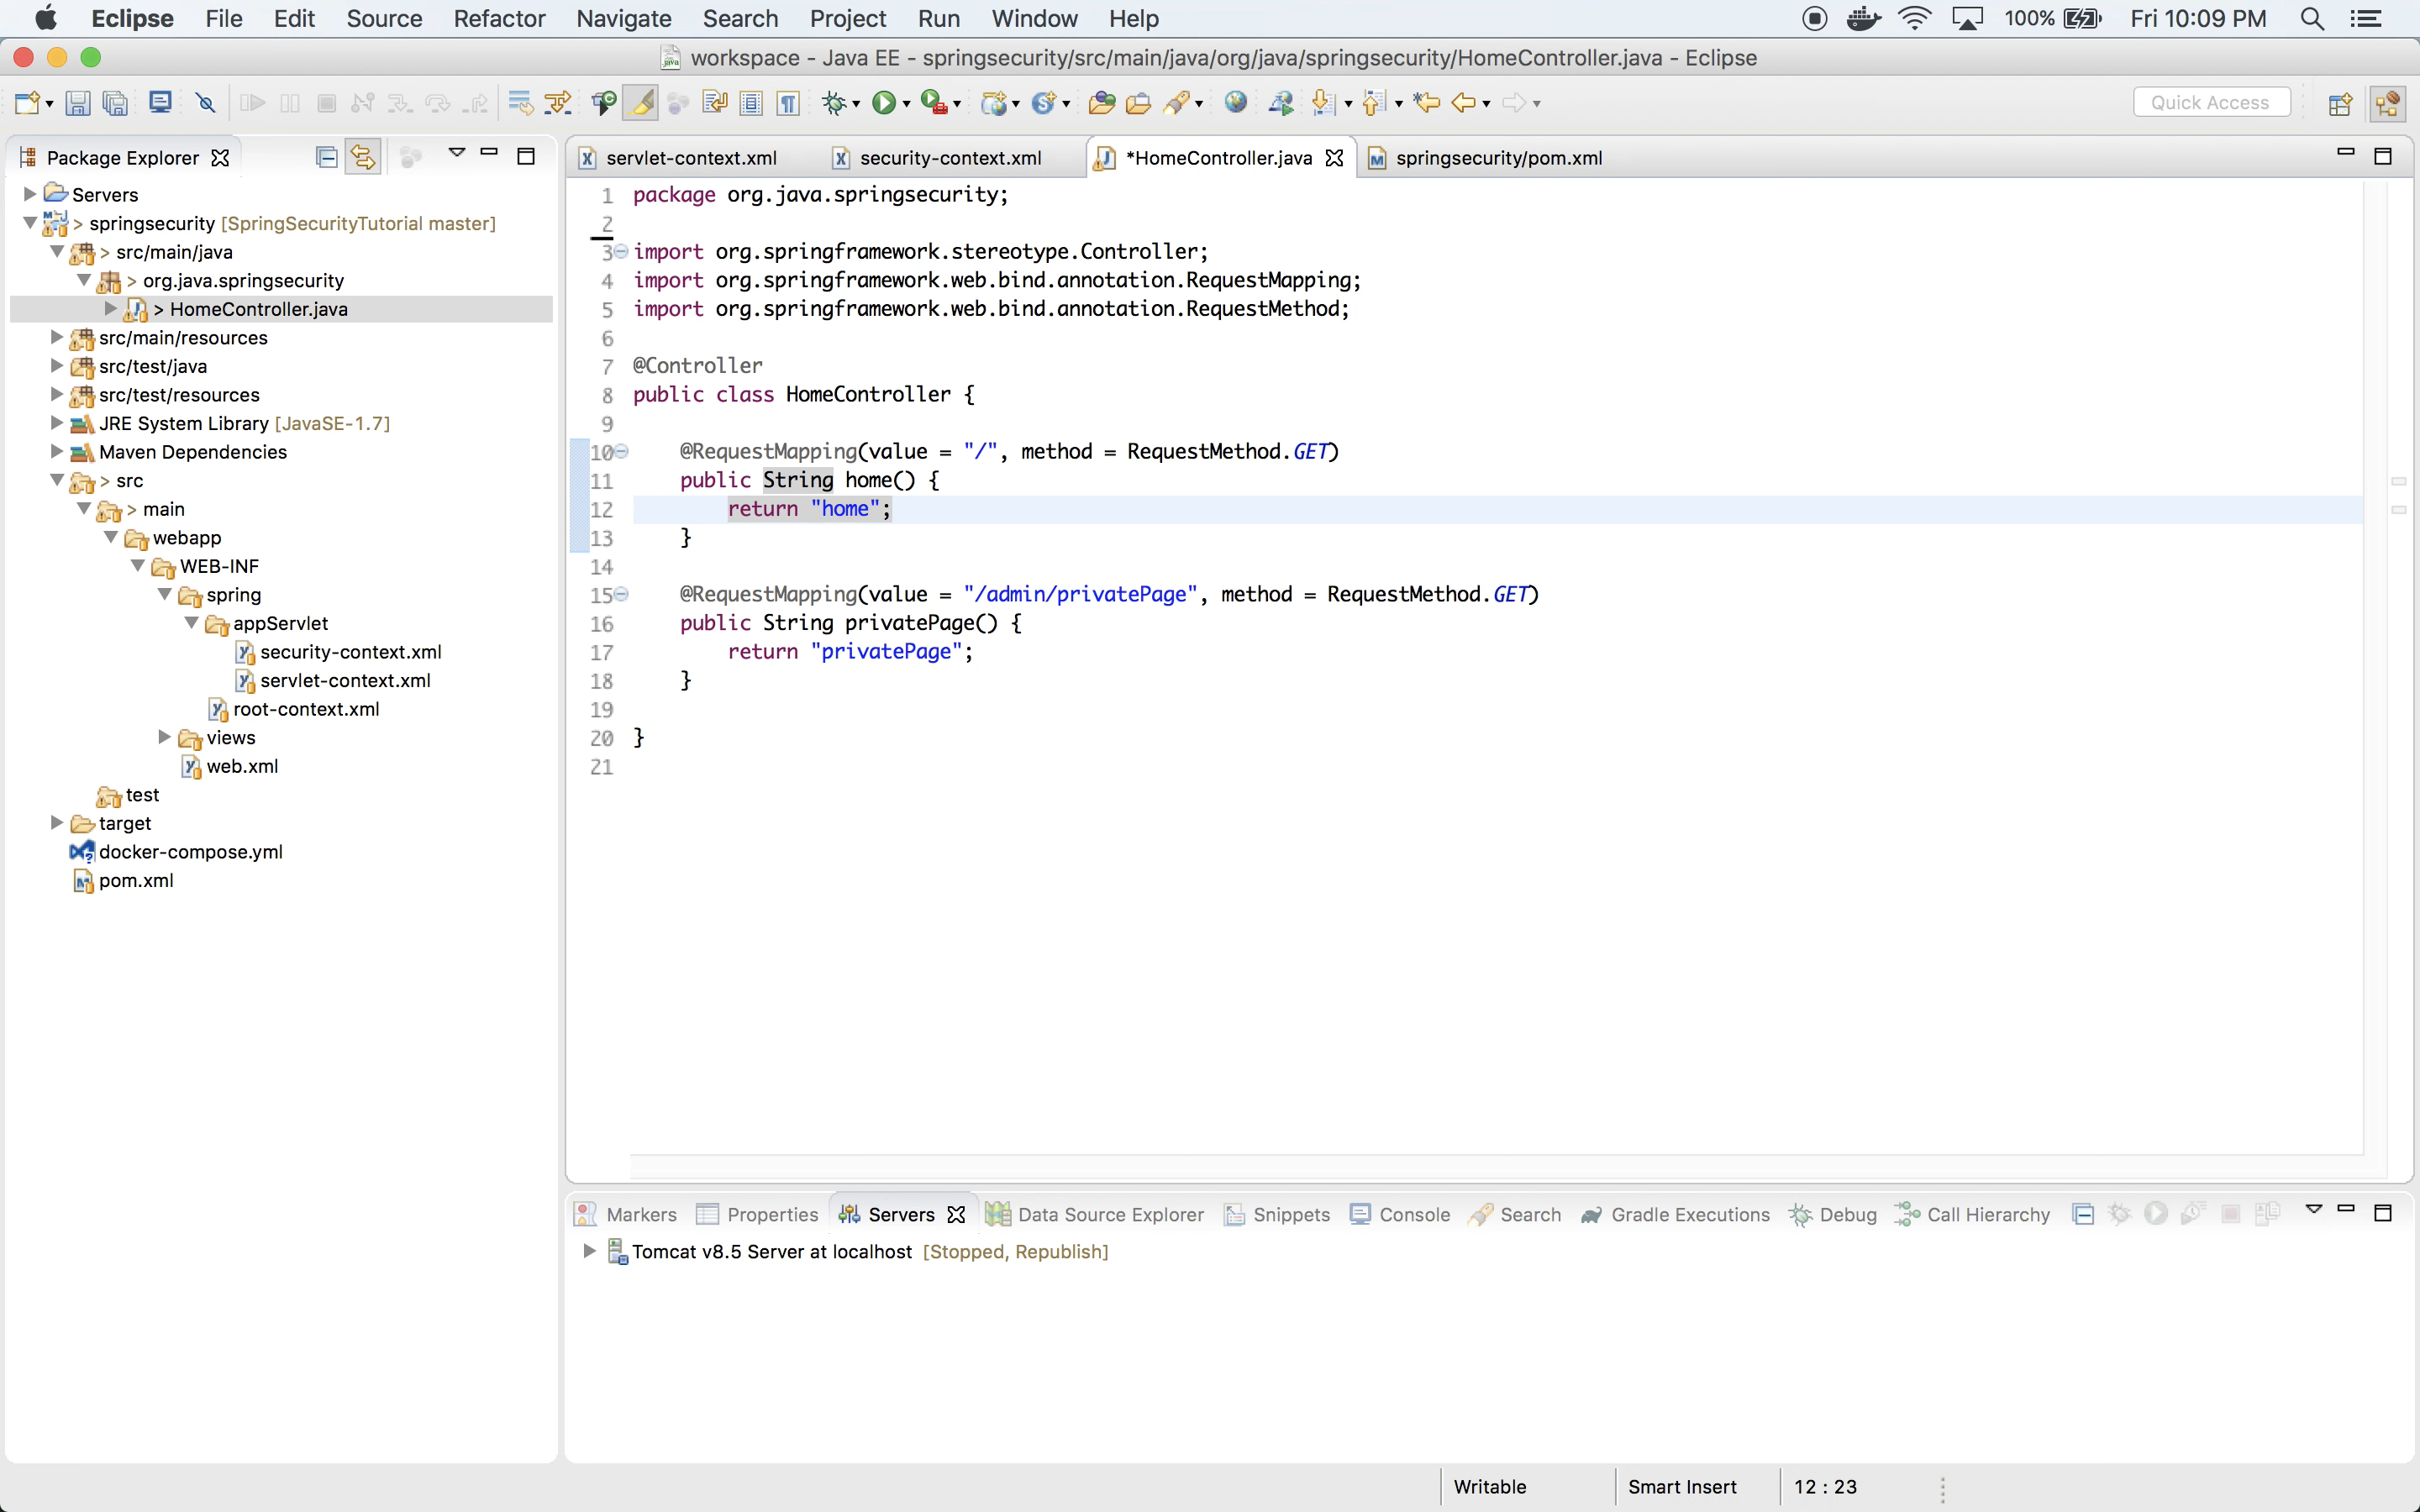 Eclipse File Edit Source Refactor Navigate Search Project Run Window Help 100% Fri 10:09 PM
workspace - Java EE - springsecurity/src/main/java/org/java/springsecurity/HomeController.java - Eclipse
Quick Access
Package Explorer
Servers
> springsecurity [SpringSecurityTutorial master]
> src/main/java
> org.java.springsecurity
> HomeController.java
src/main/resources
src/test/java
src/test/resources
JRE System Library [JavaSE-1.7]
Maven Dependencies
> src
> main
webapp
WEB-INF
spring
appServlet
security-context.xml
servlet-context.xml
root-context.xml
views
web.xml
test
target
docker-compose.yml
pom.xml
servlet-context.xml security-context.xml *HomeController.java springsecurity/pom.xml
1 package org.java.springsecurity;
2
3 import org.springframework.stereotype.Controller;
4 import org.springframework.web.bind.annotation.RequestMapping;
5 import org.springframework.web.bind.annotation.RequestMethod;
6
7 @Controller
8 public class HomeController {
9
10 @RequestMapping(value = "/", method = RequestMethod.GET)
11 public String home() {
12 return "home";
13 }
14
15 @RequestMapping(value = "/admin/privatePage", method = RequestMethod.GET)
16 public String privatePage() {
17 return "privatePage";
18 }
19
20 }
21
Markers Properties Servers Data Source Explorer Snippets Console Search Gradle Executions Debug Call Hierarchy
Tomcat v8.5 Server at localhost [Stopped, Republish]
Writable Smart Insert 12 : 23